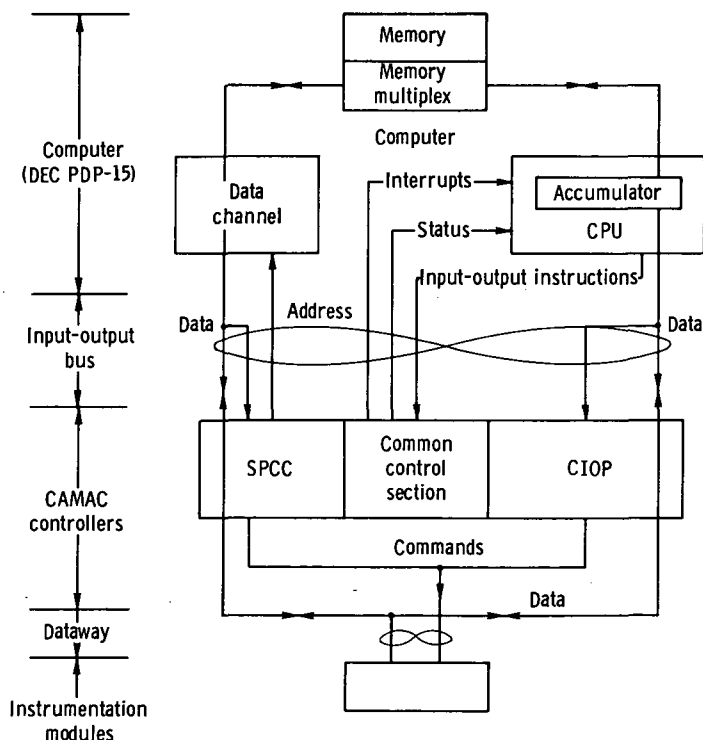 Memory
Memory
multiplex
Computer
Computer
(DEC PDP-15)
Data
channel
Interrupts
Accumulator
Status
CPU
Input-output instructions
Address
Data
Data
Input-output
bus
SPCC
Common
control
section
CIOP
CAMAC
controllers
Commands
Data
Dataway
Instrumentation
modules